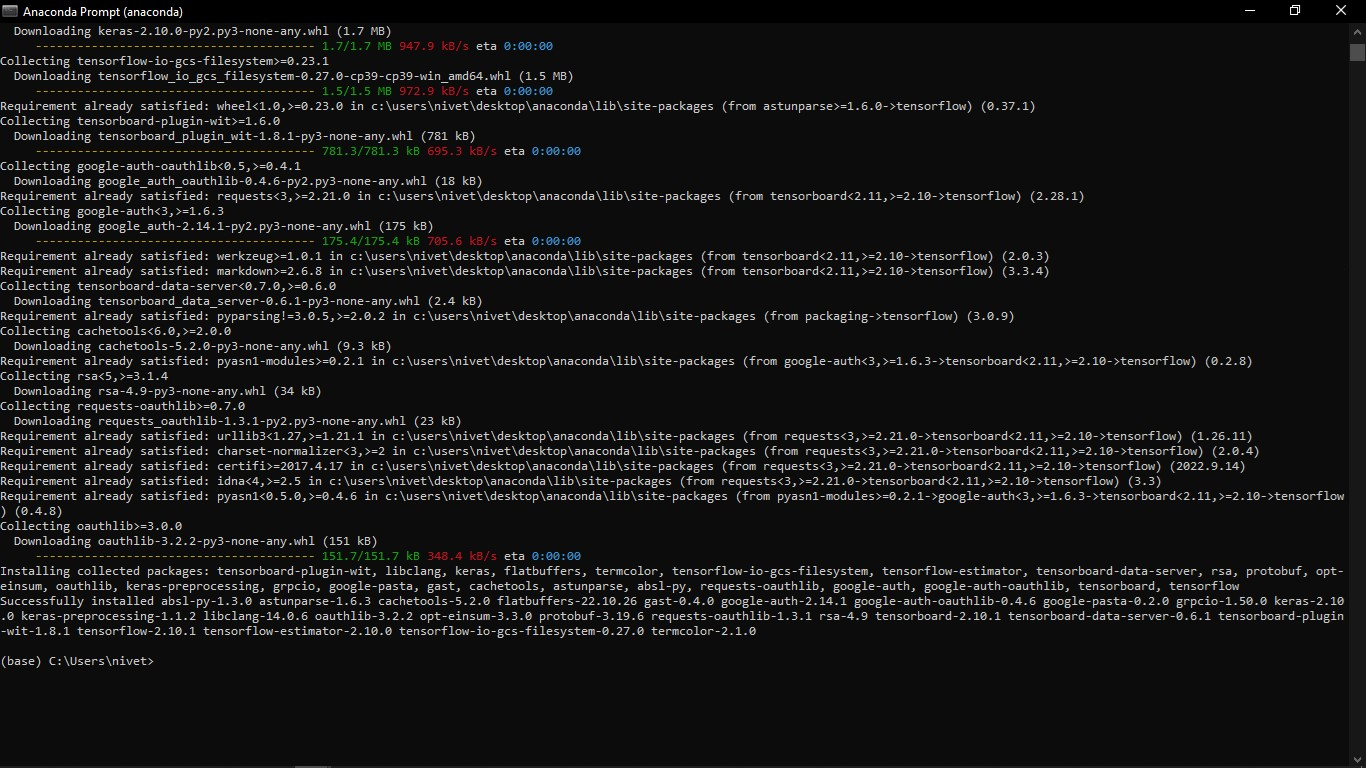 Anaconda Prompt (anaconda)
Downloading keras-2.10.0-py2.py3-none-any.whl (1.7 MB)
---------------------------------------- 1.7/1.7 MB 947.9 kB/s eta 0:00:00
Collecting tensorflow-io-gcs-filesystem>=0.23.1
Downloading tensorflow_io_gcs_filesystem-0.27.0-cp39-cp39-win_amd64.whl (1.5 MB)
---------------------------------------- 1.5/1.5 MB 972.9 kB/s eta 0:00:00
Requirement already satisfied: wheel<1.0,>=0.23.0 in c:\users\nivet\desktop\anaconda\lib\site-packages (from astunparse>=1.6.0->tensorflow) (0.37.1)
Collecting tensorboard-plugin-wit>=1.6.0
Downloading tensorboard_plugin_wit-1.8.1-py3-none-any.whl (781 kB)
---------------------------------------- 781.3/781.3 kB 695.3 kB/s eta 0:00:00
Collecting google-auth-oauthlib<0.5,>=0.4.1
Downloading google_auth_oauthlib-0.4.6-py2.py3-none-any.whl (18 kB)
Requirement already satisfied: requests<3,>=2.21.0 in c:\users\nivet\desktop\anaconda\lib\site-packages (from tensorboard<2.11,>=2.10->tensorflow) (2.28.1)
Collecting google-auth<3,>=1.6.3
Downloading google_auth-2.14.1-py2.py3-none-any.whl (175 kB)
---------------------------------------- 175.4/175.4 kB 705.6 kB/s eta 0:00:00
Requirement already satisfied: werkzeug>=1.0.1 in c:\users\nivet\desktop\anaconda\lib\site-packages (from tensorboard<2.11,>=2.10->tensorflow) (2.0.3)
Requirement already satisfied: markdown>=2.6.8 in c:\users\nivet\desktop\anaconda\lib\site-packages (from tensorboard<2.11,>=2.10->tensorflow) (3.3.4)
Collecting tensorboard-data-server<0.7.0,>=0.6.0
Downloading tensorboard_data_server-0.6.1-py3-none-any.whl (2.4 kB)
Requirement already satisfied: pyparsing!=3.0.5,>=2.0.2 in c:\users\nivet\desktop\anaconda\lib\site-packages (from packaging->tensorflow) (3.0.9)
Collecting cachetools<6.0,>=2.0.0
Downloading cachetools-5.2.0-py3-none-any.whl (9.3 kB)
Requirement already satisfied: pyasn1-modules>=0.2.1 in c:\users\nivet\desktop\anaconda\lib\site-packages (from google-auth<3,>=1.6.3->tensorboard<2.11,>=2.10->tensorflow) (0.2.8)
Collecting rsa<5,>=3.1.4
Downloading rsa-4.9-py3-none-any.whl (34 kB)
Collecting requests-oauthlib>=0.7.0
Downloading requests_oauthlib-1.3.1-py2.py3-none-any.whl (23 kB)
Requirement already satisfied: urllib3<1.27,>=1.21.1 in c:\users\nivet\desktop\anaconda\lib\site-packages (from requests<3,>=2.21.0->tensorboard<2.11,>=2.10->tensorflow) (1.26.11)
Requirement already satisfied: charset-normalizer<3,>=2 in c:\users\nivet\desktop\anaconda\lib\site-packages (from requests<3,>=2.21.0->tensorboard<2.11,>=2.10->tensorflow) (2.0.4)
Requirement already satisfied: certifi>=2017.4.17 in c:\users\nivet\desktop\anaconda\lib\site-packages (from requests<3,>=2.21.0->tensorboard<2.11,>=2.10->tensorflow) (2022.9.14)
Requirement already satisfied: idna<4,>=2.5 in c:\users\nivet\desktop\anaconda\lib\site-packages (from requests<3,>=2.21.0->tensorboard<2.11,>=2.10->tensorflow) (3.3)
Requirement already satisfied: pyasn1<0.5.0,>=0.4.6 in c:\users\nivet\desktop\anaconda\lib\site-packages (from pyasn1-modules>=0.2.1->google-auth<3,>=1.6.3->tensorboard<2.11,>=2.10->tensorflow
) (0.4.8)
Collecting oauthlib>=3.0.0
Downloading oauthlib-3.2.2-py3-none-any.whl (151 kB)
---------------------------------------- 151.7/151.7 kB 348.4 kB/s eta 0:00:00
Installing collected packages: tensorboard-plugin-wit, libclang, keras, flatbuffers, termcolor, tensorflow-io-gcs-filesystem, tensorflow-estimator, tensorboard-data-server, rsa, protobuf, opt-
einsum, oauthlib, keras-preprocessing, grpcio, google-pasta, gast, cachetools, astunparse, absl-py, requests-oauthlib, google-auth, google-auth-oauthlib, tensorboard, tensorflow
Successfully installed absl-py-1.3.0 astunparse-1.6.3 cachetools-5.2.0 flatbuffers-22.10.26 gast-0.4.0 google-auth-2.14.1 google-auth-oauthlib-0.4.6 google-pasta-0.2.0 grpcio-1.50.0 keras-2.10
.0 keras-preprocessing-1.1.2 libclang-14.0.6 oauthlib-3.2.2 opt-einsum-3.3.0 protobuf-3.19.6 requests-oauthlib-1.3.1 rsa-4.9 tensorboard-2.10.1 tensorboard-data-server-0.6.1 tensorboard-plugin
-wit-1.8.1 tensorflow-2.10.1 tensorflow-estimator-2.10.0 tensorflow-io-gcs-filesystem-0.27.0 termcolor-2.1.0
(base) C:\Users\nivet>